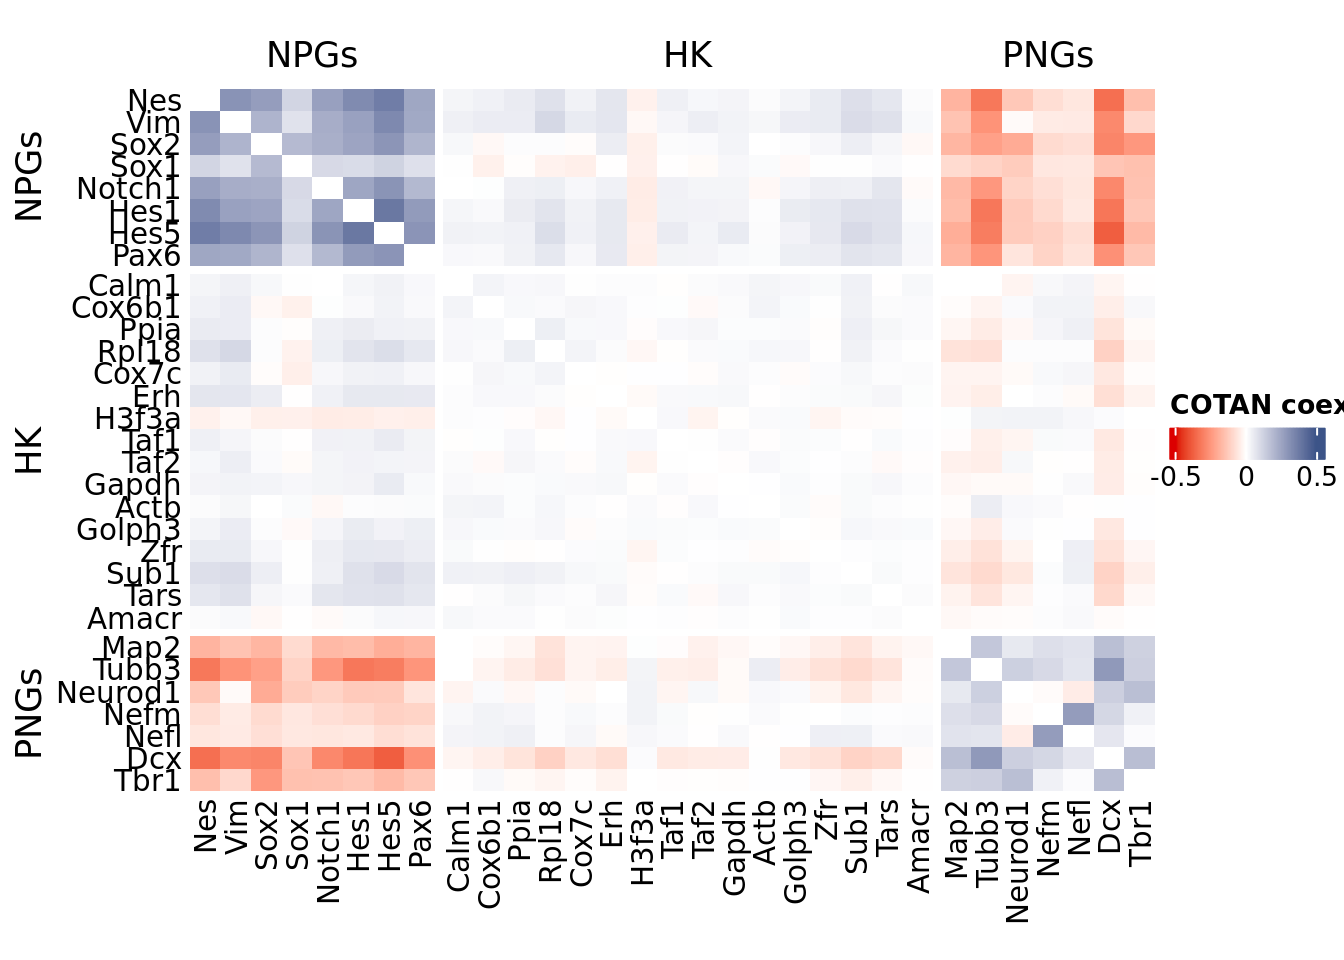 NPGs HK PNGs
NPGs
Nes
Vim
Sox2
Sox1
Notch1
Hes1
Hes5
Pax6
HK
Calm1
Cox6b1
Ppia
Rpl18
Cox7c
Erh
H3f3a
Taf1
Taf2
Gapdh
Actb
Golph3
Zfr
Sub1
Tars
Amacr
PNGs
Map2
Tubb3
Neurod1
Nefm
Nefl
Dcx
Tbr1
Nes Vim Sox2 Sox1 Notch1 Hes1 Hes5 Pax6 Calm1 Cox6b1 Ppia Rpl18 Cox7c Erh H3f3a Taf1 Taf2 Gapdh Actb Golph3 Zfr Sub1 Tars Amacr Map2 Tubb3 Neurod1 Nefm Nefl Dcx Tbr1
COTAN coex
-0.5 0 0.5